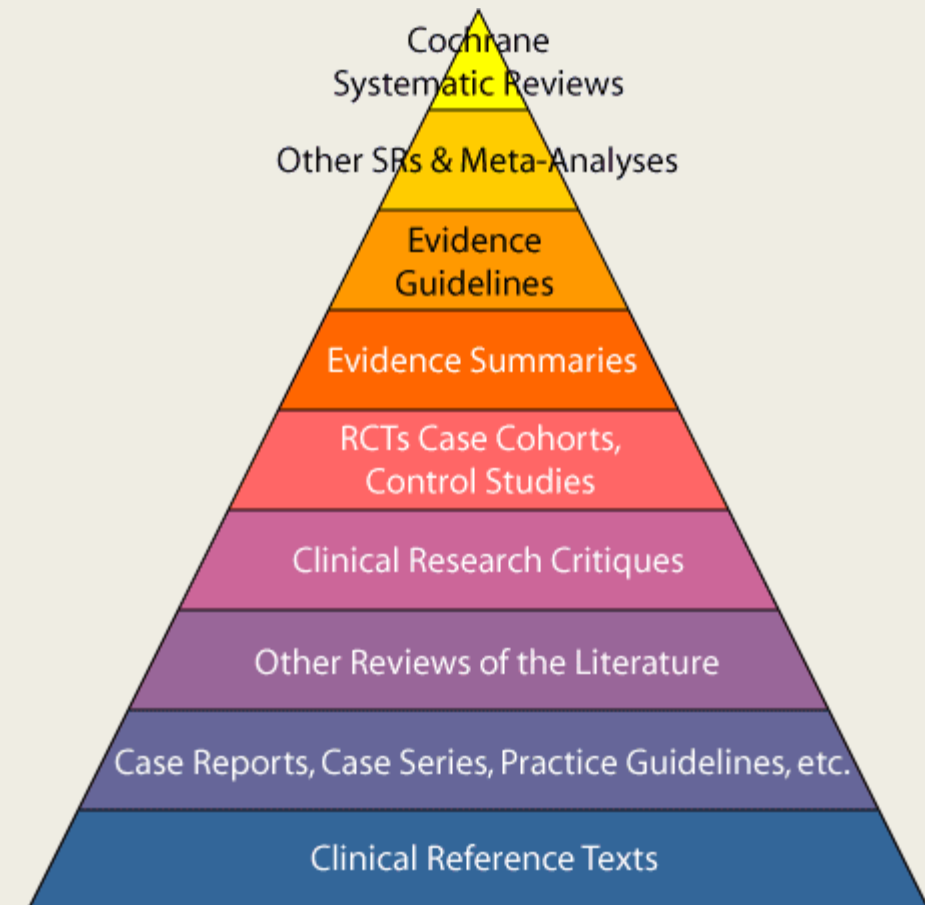 Cochrane
Systematic Reviews
Other SRs & Meta-Analyses
Evidence
Guidelines
Evidence Summaries
RCTs Case Cohorts,
Control Studies
Clinical Research Critiques
Other Reviews of the Literature
Case Reports, Case Series, Practice Guidelines, etc.
Clinical Reference Texts